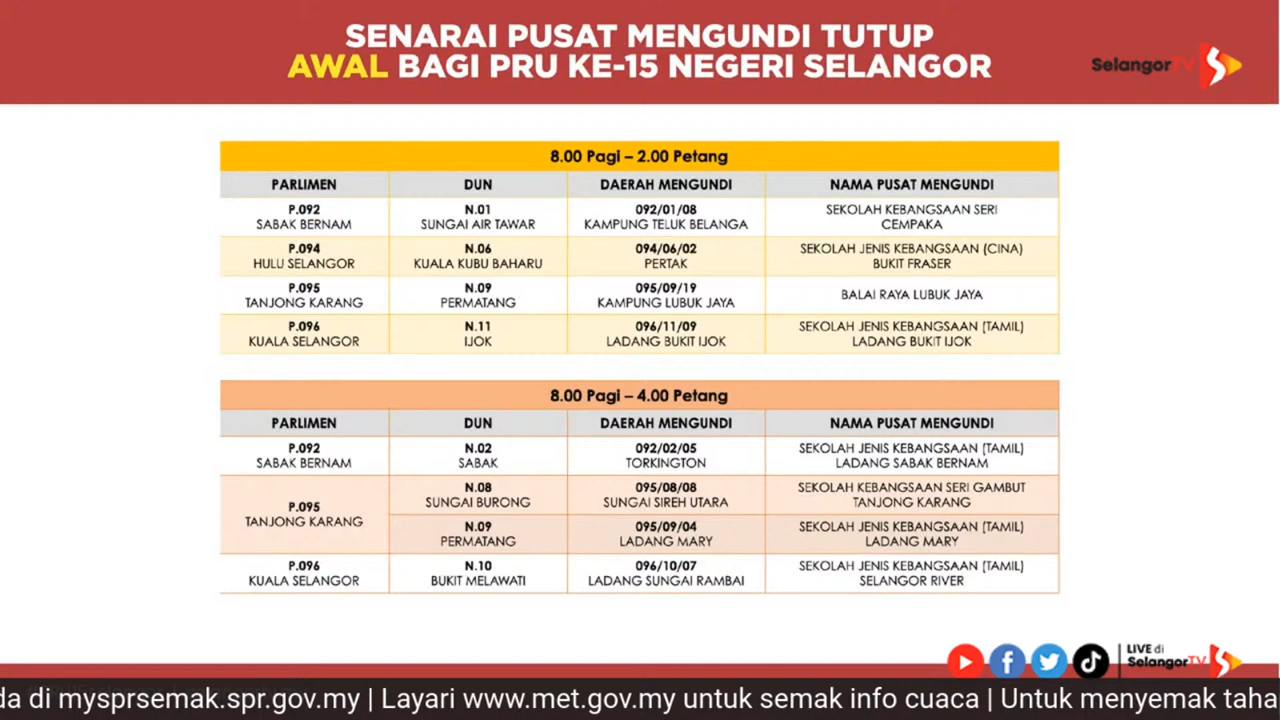 SENARAI PUSAT MENGUNDI TUTUP
AWAL BAGI PRU KE-15 NEGERI SELANGOR
SelangorTV
8.00 Pagi – 2.00 Petang
PARLIMEN DUN DAERAH MENGUNDI NAMA PUSAT MENGUNDI
P.092 N.01 092/01/08 SEKOLAH KEBANGSAAN SERI
SABAK BERNAM SUNGAI AIR TAWAR KAMPUNG TELUK BELANGA CEMPAKA
P.094 N.06 094/06/02 SEKOLAH JENIS KEBANGSAAN (CINA)
HULU SELANGOR KUALA KUBU BAHARU PERTAK BUKIT FRASER
P.095 N.09 095/09/19 BALAI RAYA LUBUK JAYA
TANJONG KARANG PERMATANG KAMPUNG LUBUK JAYA
P.096 N.11 096/11/09 SEKOLAH JENIS KEBANGSAAN (TAMIL)
KUALA SELANGOR IJOK LADANG BUKIT IJOK LADANG BUKIT IJOK
8.00 Pagi – 4.00 Petang
PARLIMEN DUN DAERAH MENGUNDI NAMA PUSAT MENGUNDI
P.092 N.02 092/02/05 SEKOLAH JENIS KEBANGSAAN (TAMIL)
SABAK BERNAM SABAK TORKINGTON LADANG SABAK BERNAM
P.095 N.08 095/08/08 SEKOLAH KEBANGSAAN SERI GAMBUT
TANJONG KARANG SUNGAI BURONG SUNGAI SIREH UTARA TANJONG KARANG
N.09 095/09/04 SEKOLAH JENIS KEBANGSAAN (TAMIL)
PERMATANG LADANG MARY LADANG MARY
P.096 N.10 096/10/07 SEKOLAH JENIS KEBANGSAAN (TAMIL)
KUALA SELANGOR BUKIT MELAWATI LADANG SUNGAI RAMBAI SELANGOR RIVER
LIVE di
SelangorTV
da di mysprsemak.spr.gov.my | Layari www.met.gov.my untuk semak info cuaca | Untuk menyemak taha